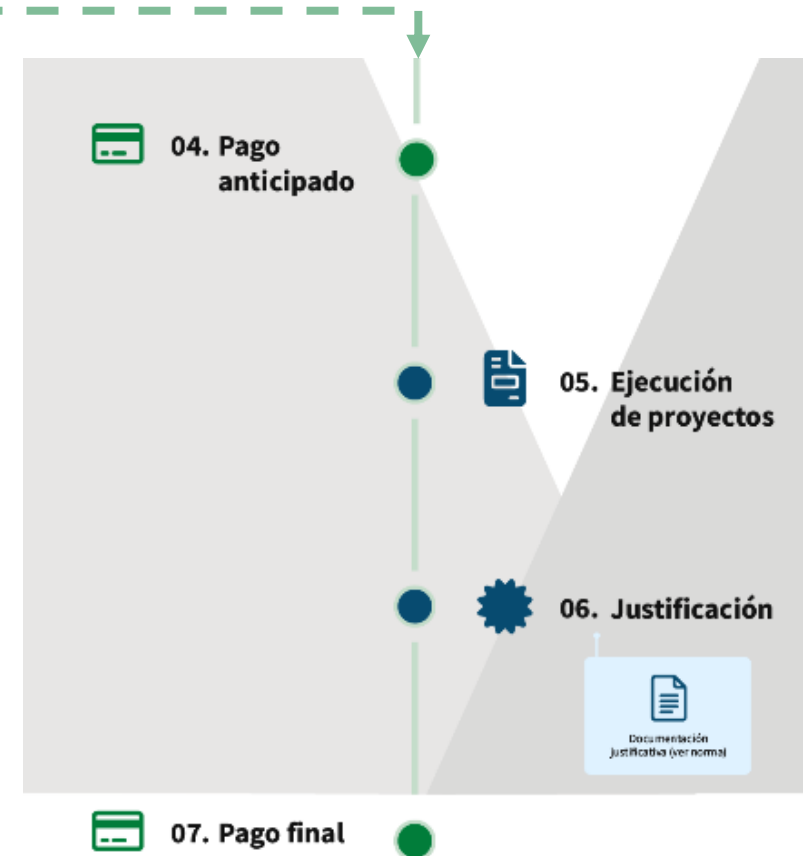 04. Pago
anticipado
05. Ejecución
de proyectos
06. Justificación
Documentación
justificativa (ver norma)
07. Pago final